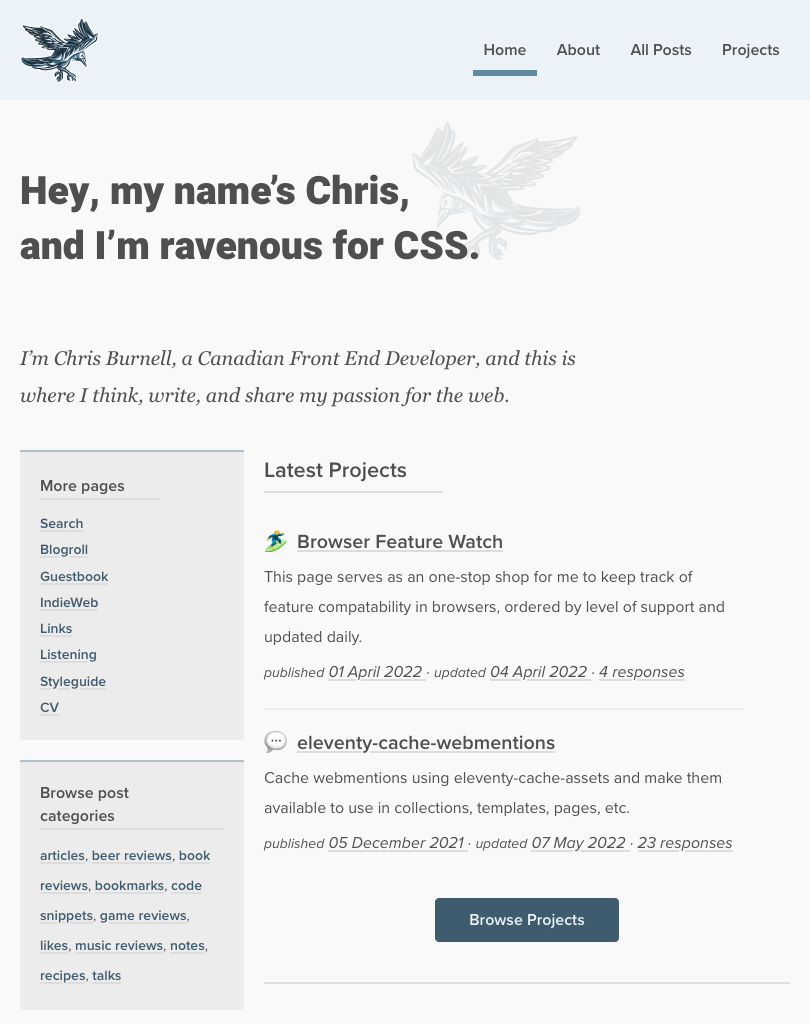 Home About All Posts Projects
Hey, my name’s Chris,
and I’m ravenous for CSS.
I’m Chris Burnell, a Canadian Front End Developer, and this is
where I think, write, and share my passion for the web.
More pages
Search
Blogroll
Guestbook
IndieWeb
Links
Listening
Styleguide
CV
Browse post
categories
articles, beer reviews, book
reviews, bookmarks, code
snippets, game reviews,
likes, music reviews, notes,
recipes, talks
Latest Projects
Browser Feature Watch
This page serves as an one-stop shop for me to keep track of
feature compatability in browsers, ordered by level of support and
updated daily.
published 01 April 2022 · updated 04 April 2022 · 4 responses
eleventy-cache-webmentions
Cache webmentions using eleventy-cache-assets and make them
available to use in collections, templates, pages, etc.
published 05 December 2021 · updated 07 May 2022 · 23 responses
Browse Projects